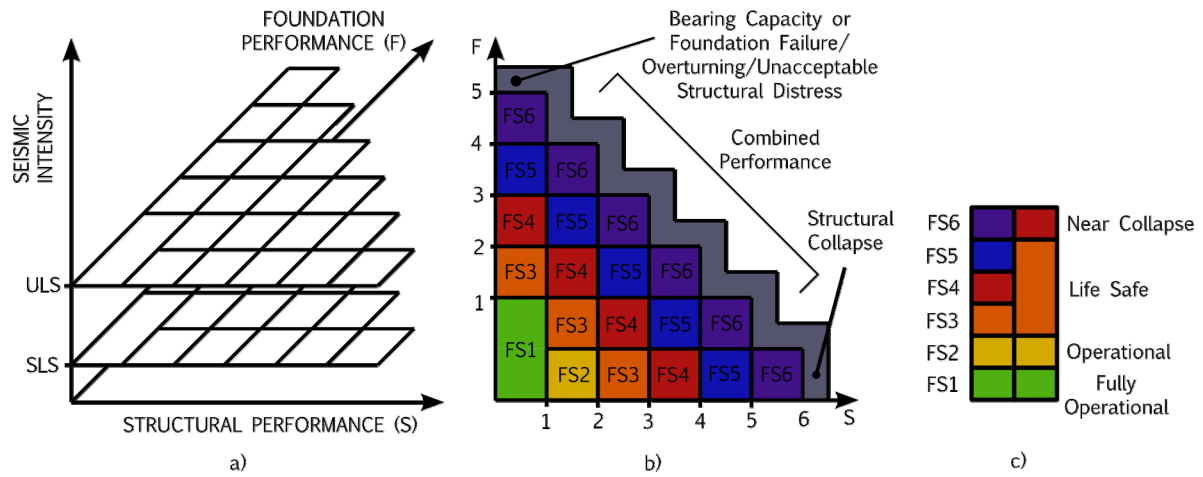 FOUNDATION
PERFORMANCE (F)
SEISMIC
INTENSITY
ULS
SLS
STRUCTURAL PERFORMANCE (S)
a)
F
Bearing Capacity or
Foundation Failure/
Overturning/Unacceptable
Structural Distress
Combined
Performance
Structural
Collapse
5
FS6
4
FS5 FS6
3
FS4 FS5 FS6
2
FS3 FS4 FS5 FS6
1
FS1 FS3 FS4 FS5 FS6
FS2 FS3 FS4 FS5 FS6
1 2 3 4 5 6 S
b)
FS6 Near Collapse
FS5
FS4 Life Safe
FS3
FS2 Operational
FS1 Fully
Operational
c)